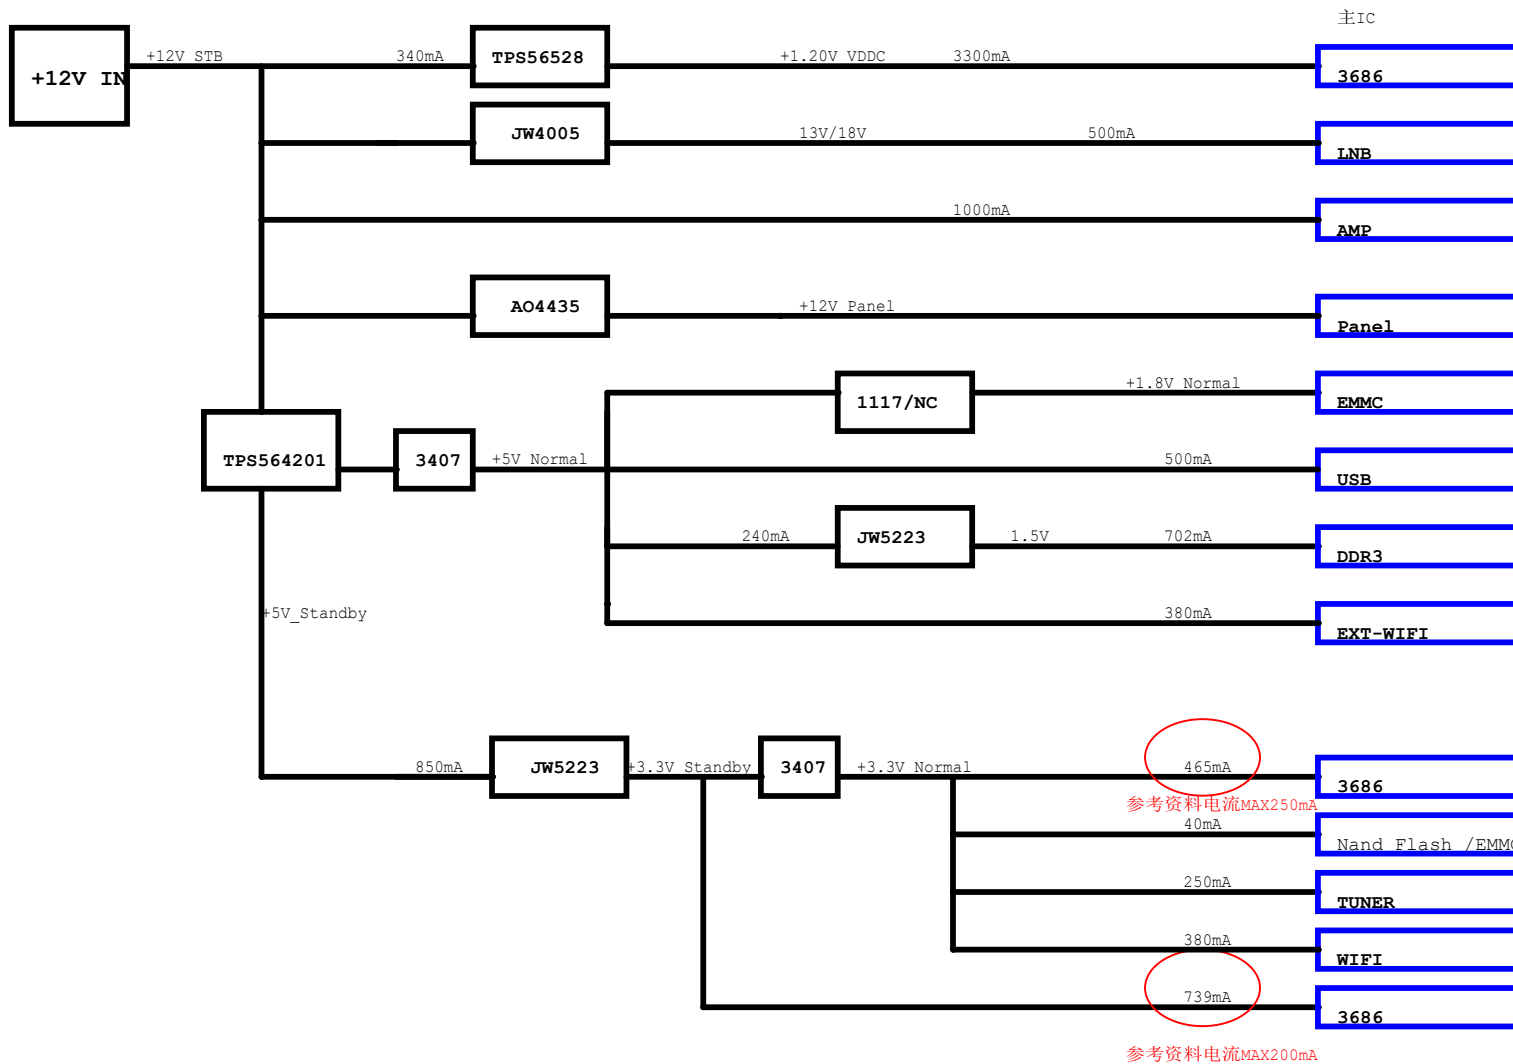 主IC
+12V IN
+12V STB
340mA
TPS56528
+1.20V VDDC
3300mA
3686
JW4005
13V/18V
500mA
LNB
1000mA
AMP
AO4435
+12V Panel
Panel
1117/NC
+1.8V Normal
EMMC
TPS564201
3407
+5V Normal
500mA
USB
240mA
JW5223
1.5V
702mA
DDR3
+5V_Standby
380mA
EXT-WIFI
850mA
JW5223
+3.3V Standby
3407
+3.3V Normal
465mA
3686
参考资料电流MAX250mA
40mA
Nand Flash /EMMC
250mA
TUNER
380mA
WIFI
739mA
3686
参考资料电流MAX200mA